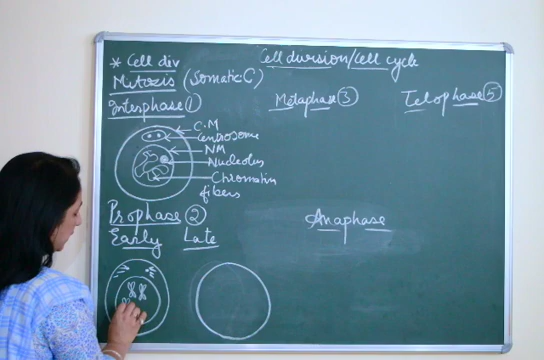 Cell division/Cell cycle
* Cell div
Mitosis (Somatic C)
Interphase 1
C.M
Centrosome
NM
Nucleolus
Chromatin
fibers
Prophase 2
Early Late
Metaphase 3
Anaphase
Telophase 5